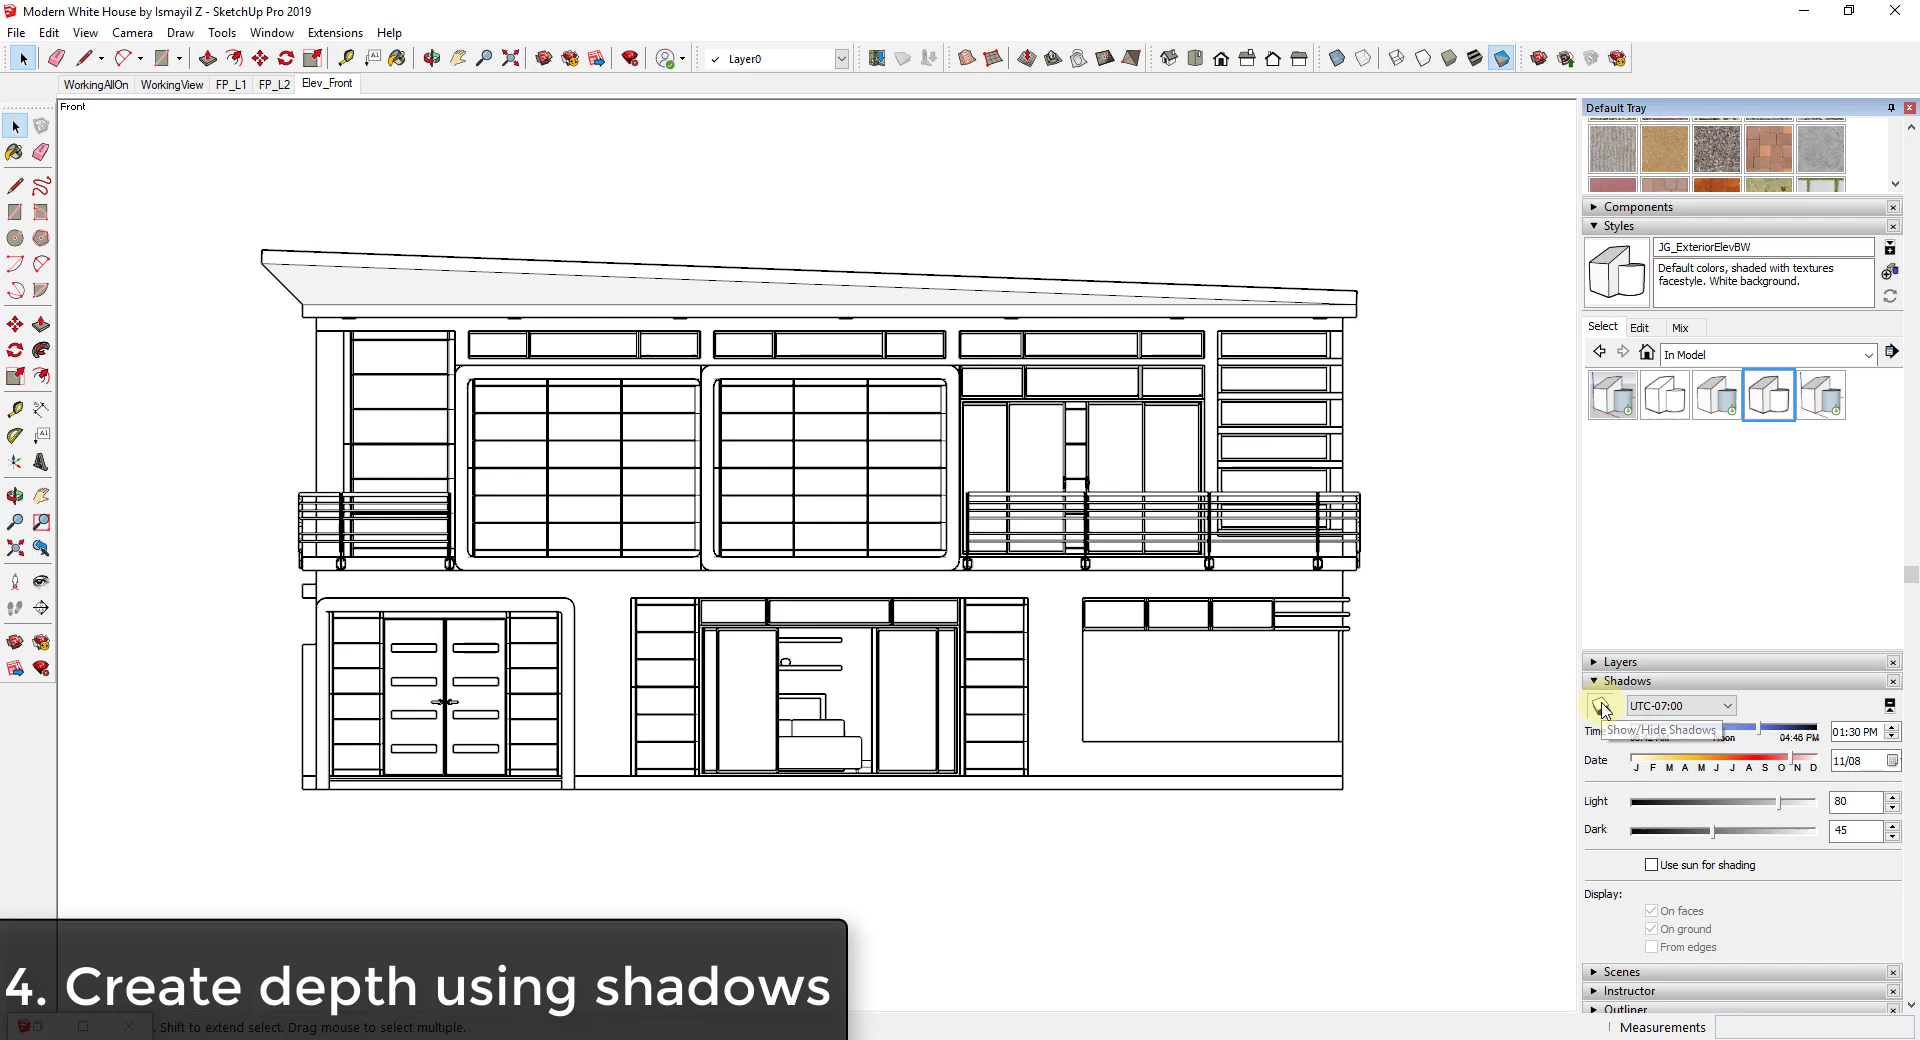 Modern White House by Ismayil Z - SketchUp Pro 2019
File Edit View Camera Draw Tools Window Extensions Help
Layer0
WorkingAllOn WorkingView FP_L1 FP_L2 Elev_Front
Front
Default Tray
Components
Styles
JG_ExteriorElevBW
Default colors, shaded with textures
facestyle. White background.
Select Edit Mix
In Model
Layers
Shadows
UTC-07:00
Show/Hide Shadows
Noon 04:46 PM 01:30 PM
Date J F M A M J J A S O N D 11/08
Light 80
Dark 45
Use sun for shading
Display:
On faces
On ground
From edges
Scenes
Instructor
Outliner
4. Create depth using shadows
Shift to extend select. Drag mouse to select multiple.
Measurements